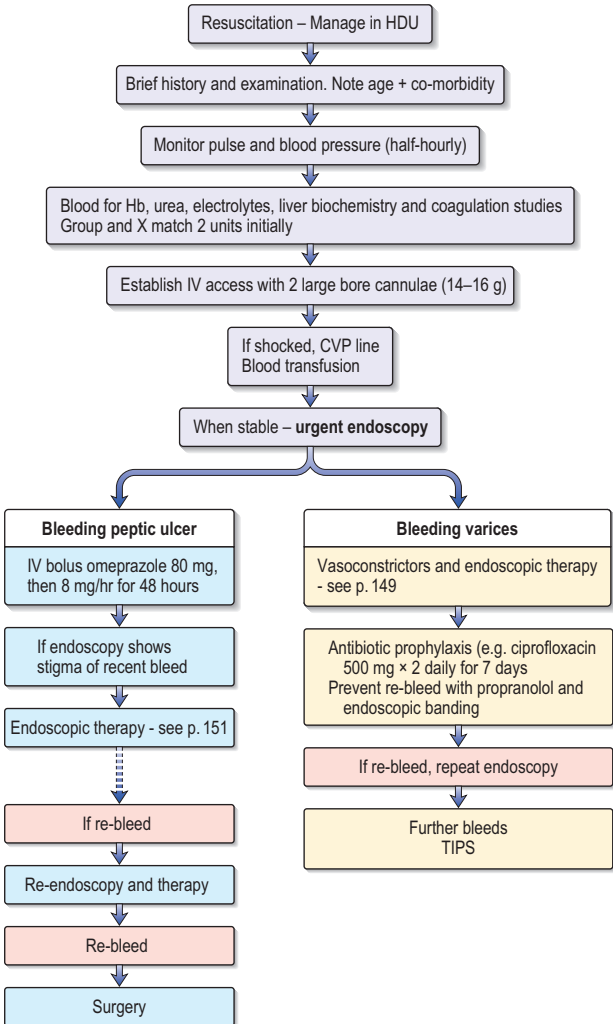 Resuscitation – Manage in HDU
Brief history and examination. Note age + co-morbidity
Monitor pulse and blood pressure (half-hourly)
Blood for Hb, urea, electrolytes, liver biochemistry and coagulation studies
Group and X match 2 units initially
Establish IV access with 2 large bore cannulae (14–16 g)
If shocked, CVP line
Blood transfusion
When stable – urgent endoscopy
Bleeding peptic ulcer
IV bolus omeprazole 80 mg,
then 8 mg/hr for 48 hours
If endoscopy shows
stigma of recent bleed
Endoscopic therapy - see p. 151
If re-bleed
Re-endoscopy and therapy
Re-bleed
Surgery
Bleeding varices
Vasoconstrictors and endoscopic therapy
- see p. 149
Antibiotic prophylaxis (e.g. ciprofloxacin
500 mg × 2 daily for 7 days
Prevent re-bleed with propranolol and
endoscopic banding
If re-bleed, repeat endoscopy
Further bleeds
TIPS